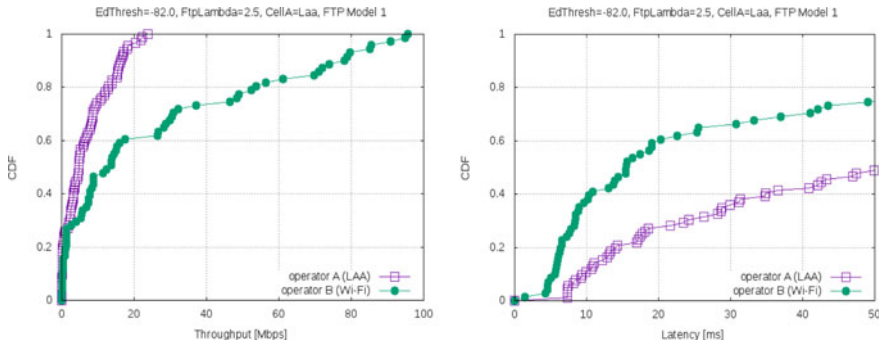 EdThresh=-82.0, FtpLambda=2.5, CellA=Laa, FTP Model 1
1
0.8
0.6
0.4
0.2
0
CDF
operator A (LAA)
operator B (Wi-Fi)
0 20 40 60 80 100
Throughput [Mbps]
EdThresh=-82.0, FtpLambda=2.5, CellA=Laa, FTP Model 1
1
0.8
0.6
0.4
0.2
0
CDF
operator A (LAA)
operator B (Wi-Fi)
0 10 20 30 40 50
Latency [ms]